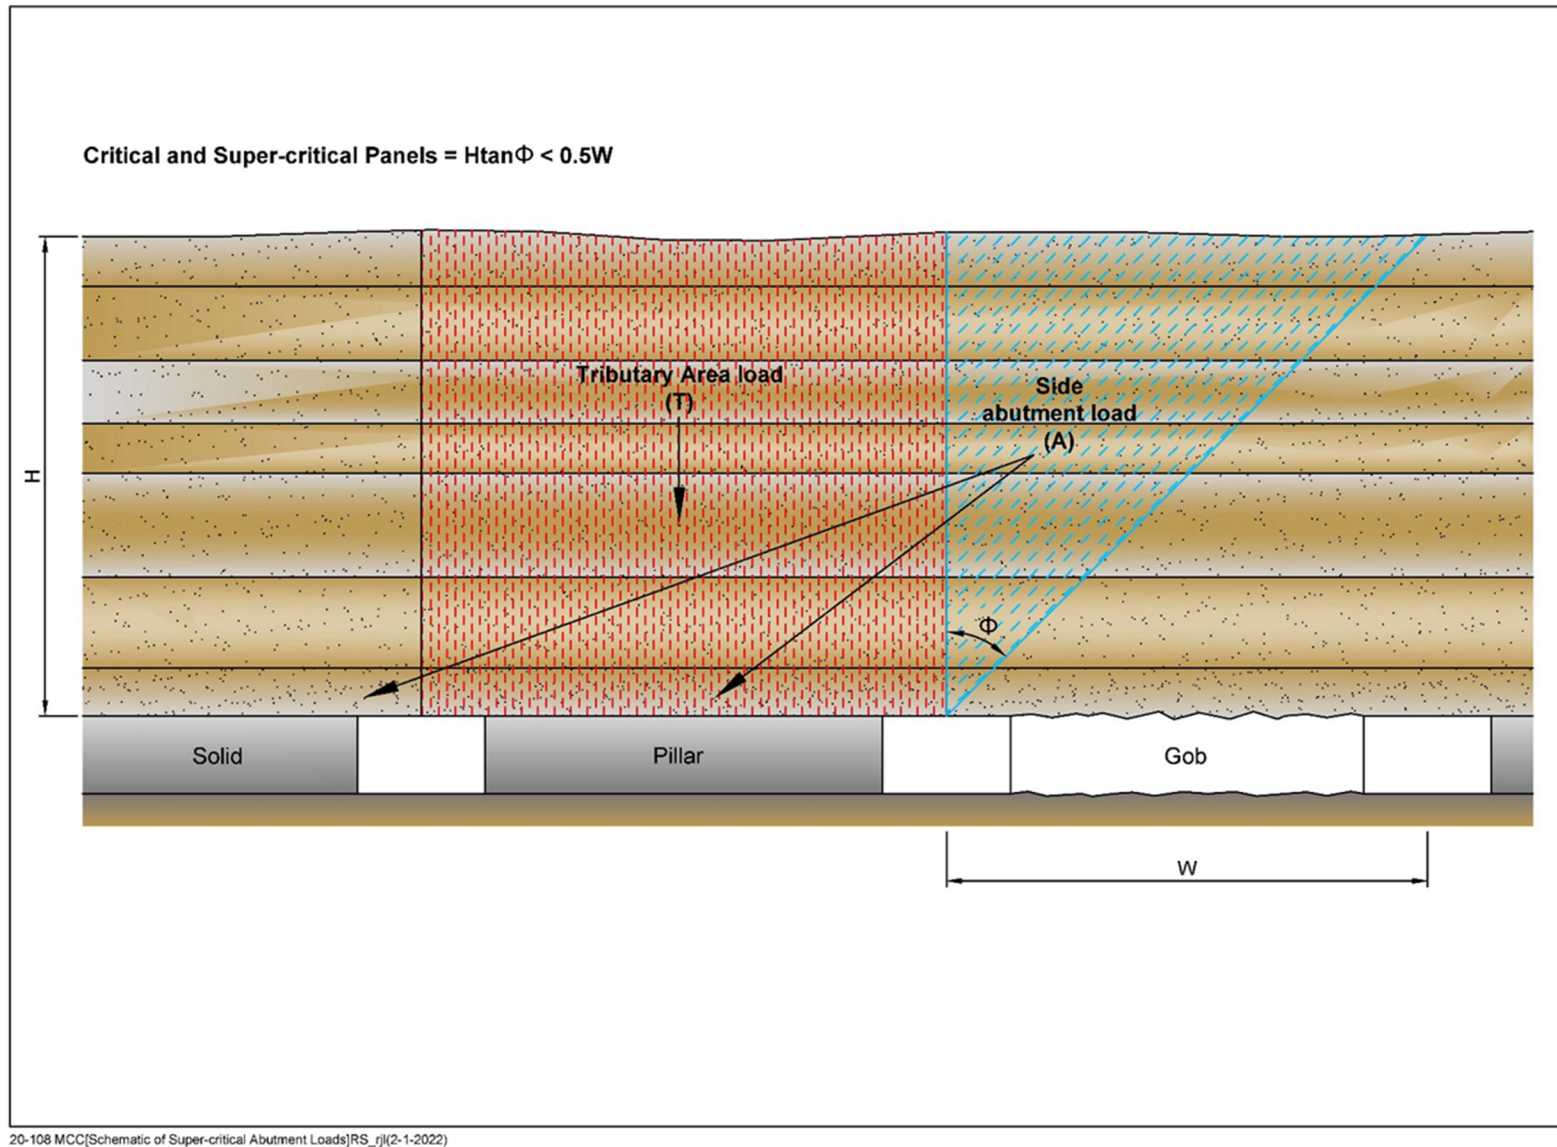 Critical and Super-critical Panels = HtanΦ < 0.5W
Tributary Area load
(T)
Side
abutment load
(A)
H
Φ
Solid
Pillar
Gob
W
20-108 MCC[Schematic of Super-critical Abutment Loads]RS_rjl(2-1-2022)